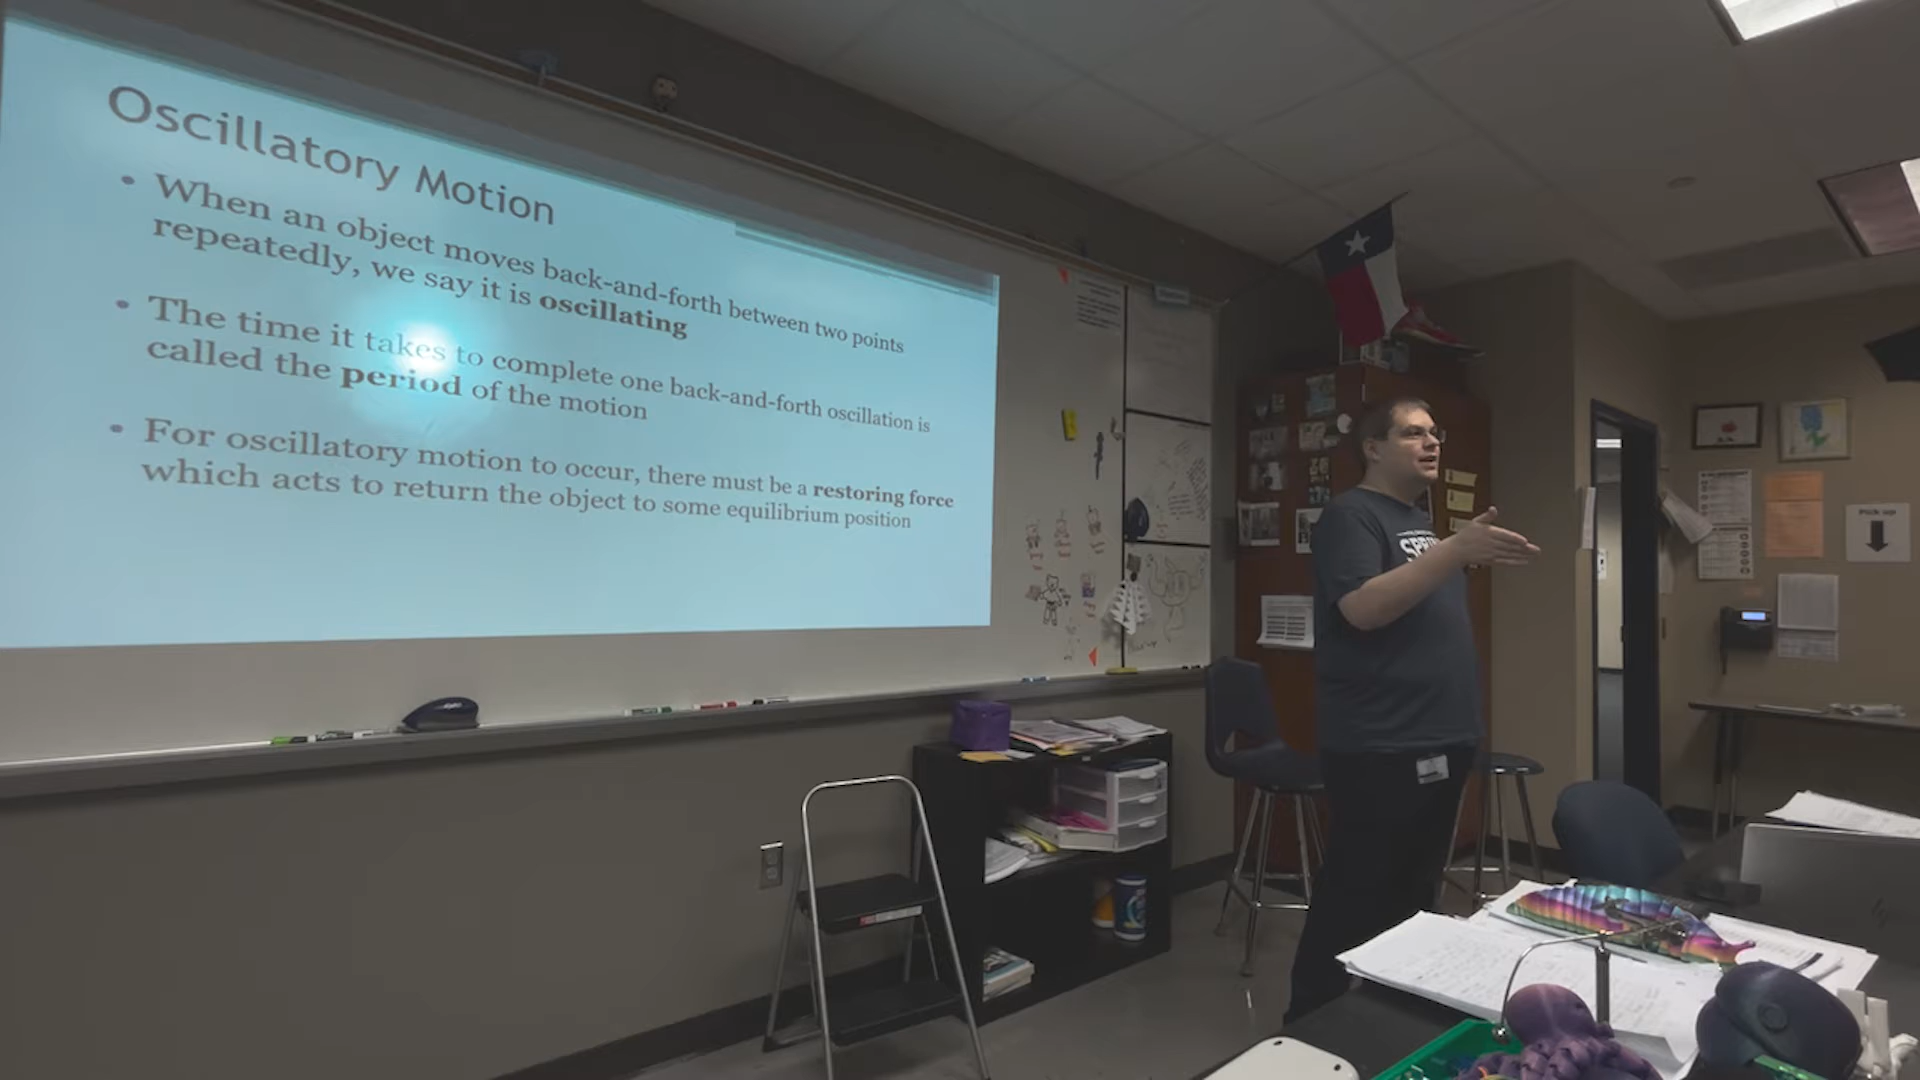 Oscillatory Motion
• When an object moves back-and-forth between two points
repeatedly, we say it is oscillating
• The time it takes to complete one back-and-forth oscillation is
called the period of the motion
• For oscillatory motion to occur, there must be a restoring force
which acts to return the object to some equilibrium position
Pick up